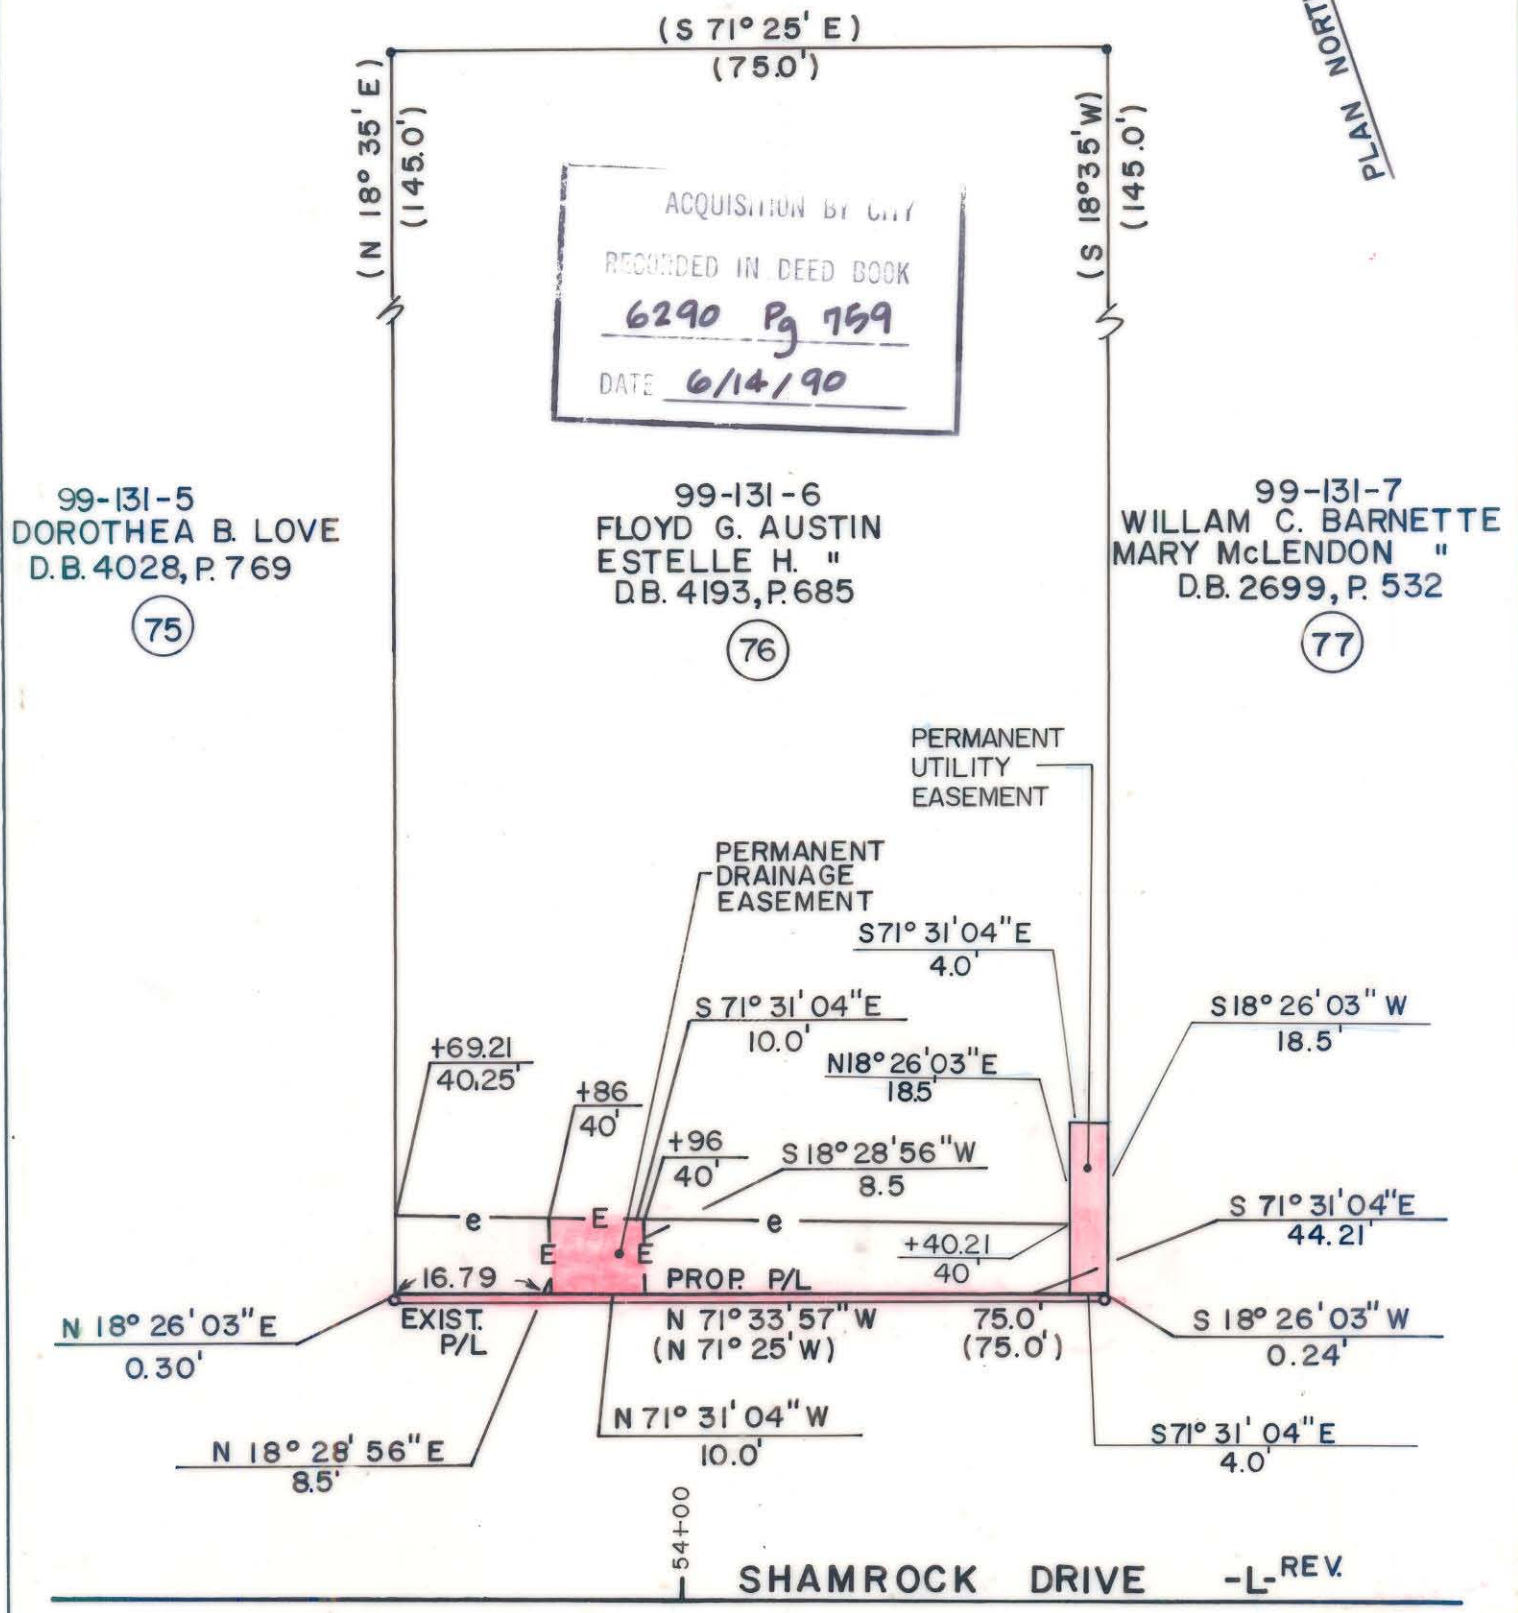 (S 71° 25' E)
(75.0')
PLAN NORT
(N 18° 35' E)
(145.0')
(S 18°35'W)
(145.0')
ACQUISITION BY CITY
RECORDED IN DEED BOOK
6290 Pg 759
DATE 6/14/90
99-131-5
DOROTHEA B. LOVE
D.B. 4028, P. 769
75
99-131-6
FLOYD G. AUSTIN
ESTELLE H. "
D.B. 4193, P. 685
76
99-131-7
WILLAM C. BARNETTE
MARY McLENDON "
D.B. 2699, P. 532
77
PERMANENT
UTILITY
EASEMENT
PERMANENT
DRAINAGE
EASEMENT
S71° 31'04"E
4.0'
S 71° 31'04"E
10.0'
S18° 26'03" W
18.5'
+69.21
40.25'
N18°26'03"E
18.5'
+86
40'
+96
40'
S 18° 28'56"W
8.5
S 71° 31'04"E
44.21'
e E e
E E
+40.21
40'
16.79
PROP. P/L
EXIST.
P/L
N 71° 33'57" W
(N 71° 25' W)
75.0'
(75.0')
N 18° 26'03" E
0.30'
S 18° 26'03" W
0.24'
N 71° 31' 04" W
10.0'
N 18° 28' 56" E
8.5'
S71° 31' 04" E
4.0'
54+00
SHAMROCK DRIVE -L- REV.